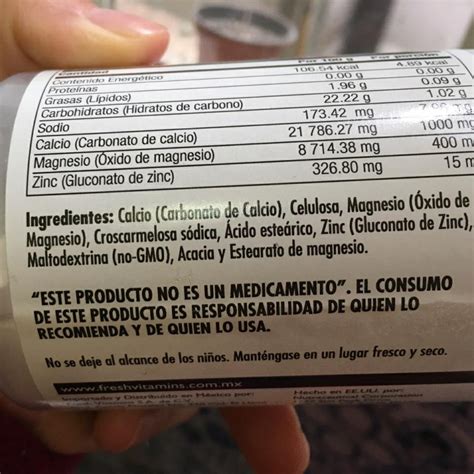 Cantidad Por 100 g Por porción
Contenido Energético 106.54 kcal 4.89 kcal
Proteínas 0.00 g 0.00 g
Grasas (Lípidos) 1.96 g 0.09 g
Carbohidratos (Hidratos de carbono) 22.22 g 1.02 g
Sodio 173.42 mg
Calcio (Carbonato de calcio) 21 786.27 mg 1000 mg
Magnesio (Óxido de magnesio) 8 714.38 mg 400 m
Zinc (Gluconato de zinc) 326.80 mg 15 m
Ingredientes: Calcio (Carbonato de Calcio), Celulosa, Magnesio (Óxido de
Magnesio), Croscarmelosa sódica, Ácido esteárico, Zinc (Gluconato de Zinc),
Maltodextrina (no-GMO), Acacia y Estearato de magnesio.
"ESTE PRODUCTO NO ES UN MEDICAMENTO". EL CONSUMO
DE ESTE PRODUCTO ES RESPONSABILIDAD DE QUIEN LO
RECOMIENDA Y DE QUIEN LO USA.
No se deje al alcance de los niños. Manténgase en un lugar fresco y seco.
www.freshvitamins.com.mx
Importado y Distribuido en México por: Hecho en EE.UU. por:
Nutraceutical Corporation